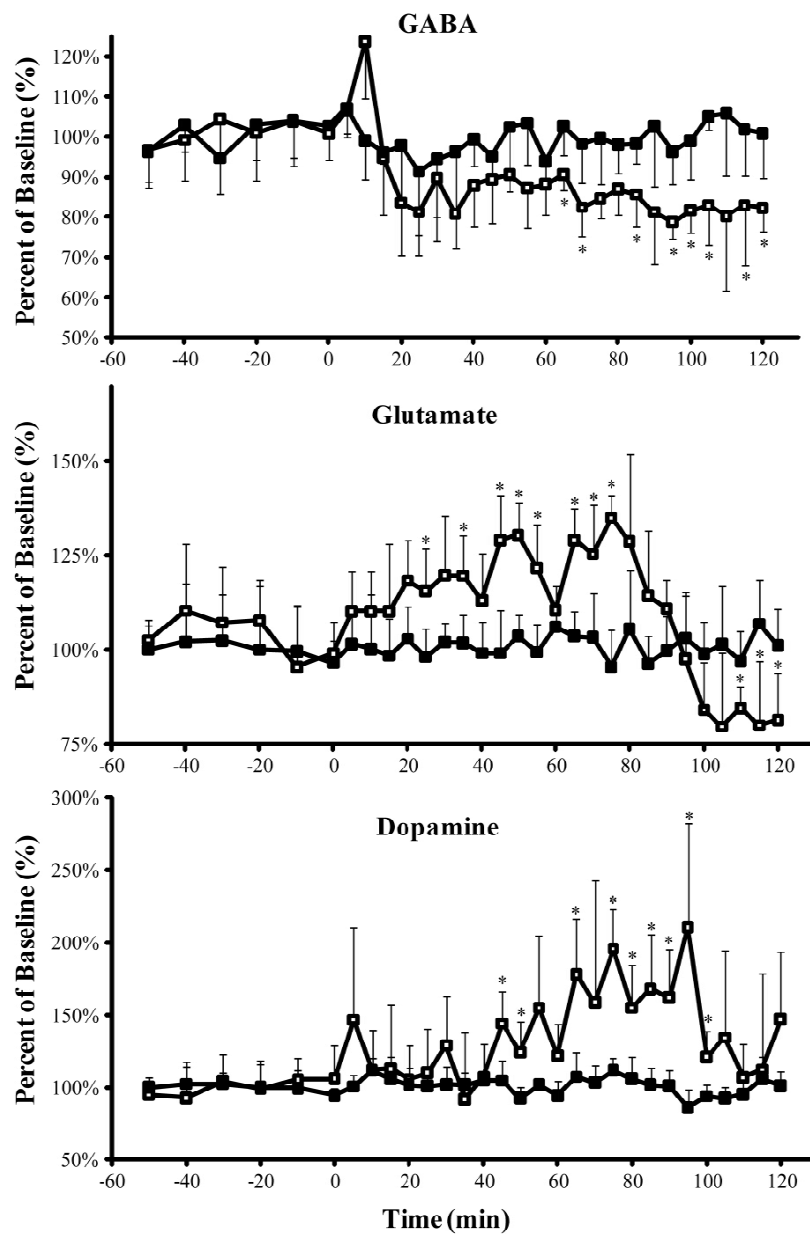 GABA
Percent of Baseline (%)
120%
110%
100%
90%
80%
70%
60%
50%
* * * * * * * *
-60 -40 -20 0 20 40 60 80 100 120
Glutamate
Percent of Baseline (%)
150%
125%
100%
75%
* * * * * * * * * * *
-60 -40 -20 0 20 40 60 80 100 120
Dopamine
Percent of Baseline (%)
300%
250%
200%
150%
100%
50%
* * * * * * * * *
-60 -40 -20 0 20 40 60 80 100 120
Time (min)